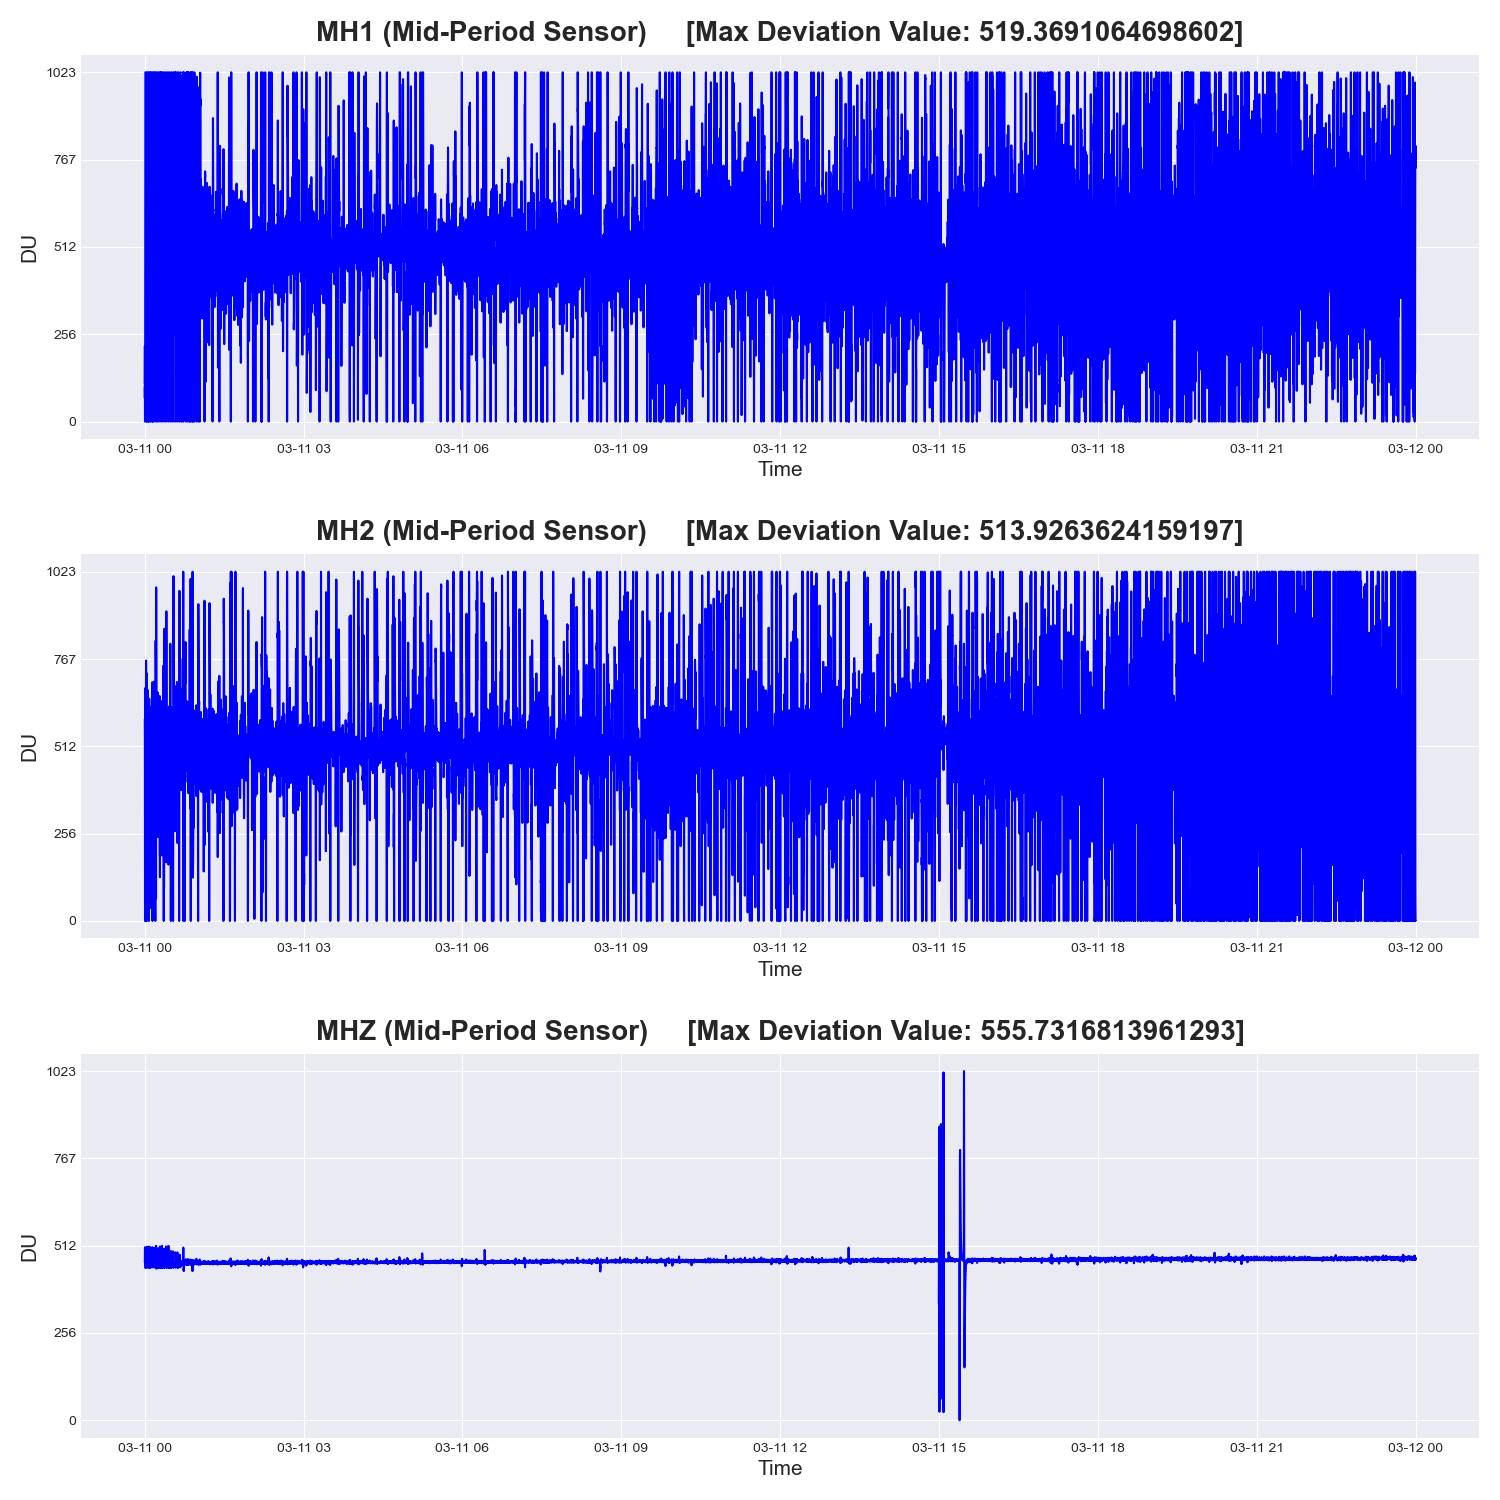 MH1 (Mid-Period Sensor) [Max Deviation Value: 519.3691064698602]
1023
767
512
256
0
DU
03-11 00 03-11 03 03-11 06 03-11 09 03-11 12 03-11 15 03-11 18 03-11 21 03-12 00
Time
MH2 (Mid-Period Sensor) [Max Deviation Value: 513.9263624159197]
1023
767
512
256
0
DU
03-11 00 03-11 03 03-11 06 03-11 09 03-11 12 03-11 15 03-11 18 03-11 21 03-12 00
Time
MHZ (Mid-Period Sensor) [Max Deviation Value: 555.7316813961293]
1023
767
512
256
0
DU
03-11 00 03-11 03 03-11 06 03-11 09 03-11 12 03-11 15 03-11 18 03-11 21 03-12 00
Time